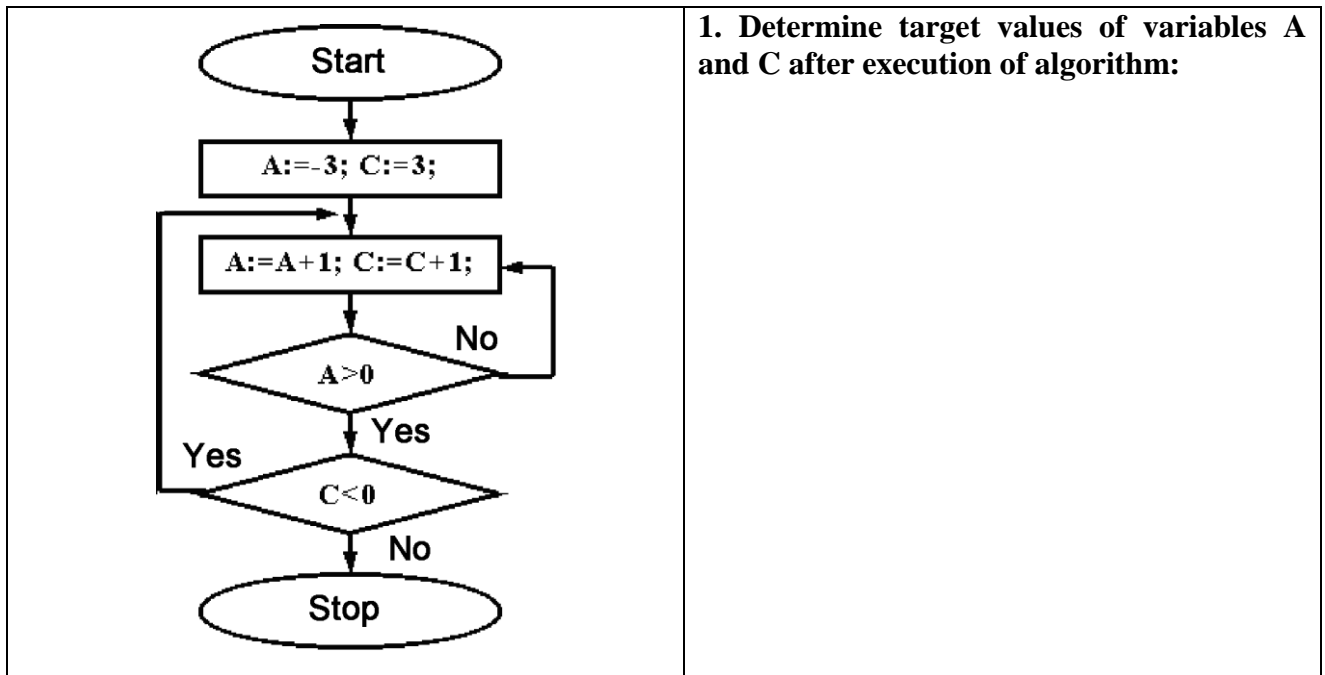 Start
A:=-3; C:=3;
A:=A+1; C:=C+1;
No
A>0
Yes
Yes
C<0
No
Stop
1. Determine target values of variables A
and C after execution of algorithm: